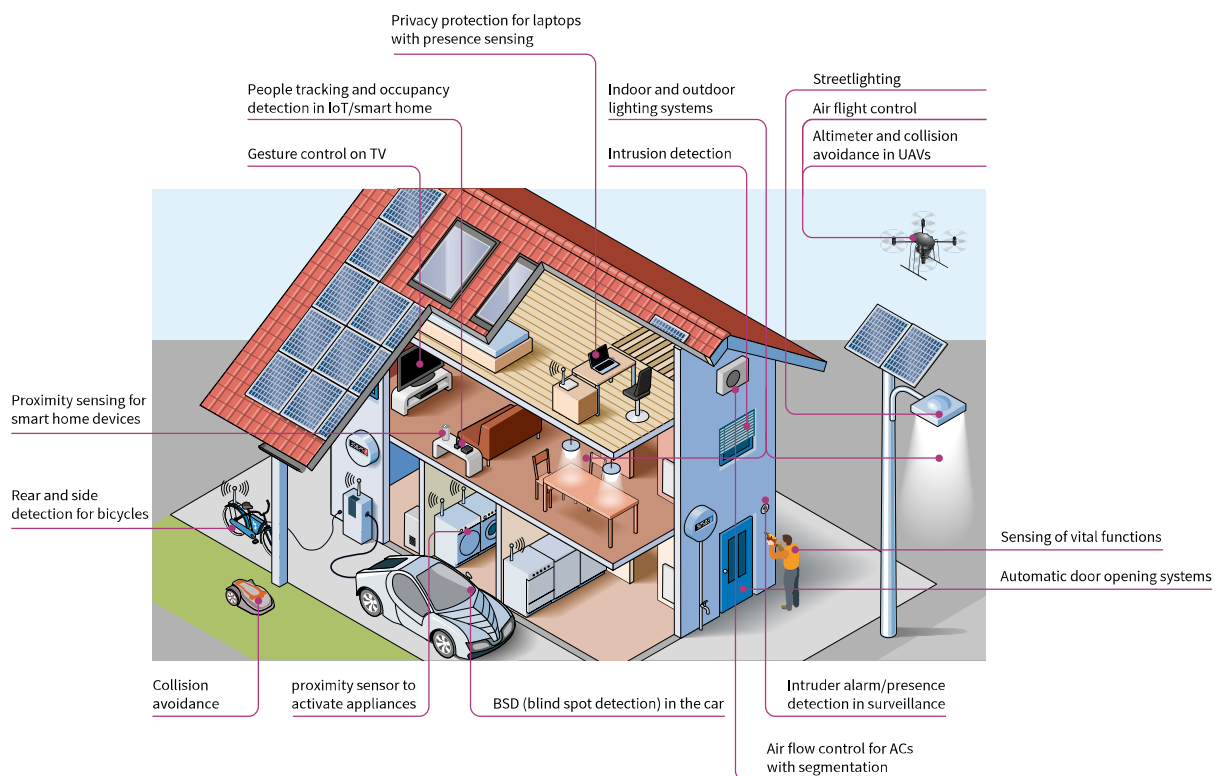 Privacy protection for laptops
with presence sensing
People tracking and occupancy
detection in IoT/smart home
Indoor and outdoor
lighting systems
Streetlighting
Air flight control
Altimeter and collision
avoidance in UAVs
Gesture control on TV
Intrusion detection
Proximity sensing for
smart home devices
Rear and side
detection for bicycles
Sensing of vital functions
Automatic door opening systems
Collision
avoidance
proximity sensor to
activate appliances
BSD (blind spot detection) in the car
Intruder alarm/presence
detection in surveillance
Air flow control for ACs
with segmentation